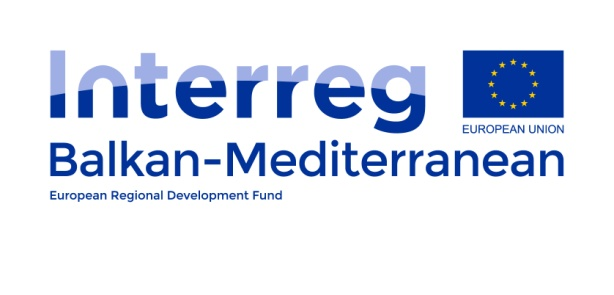 Interreg
EUROPEAN UNION
Balkan-Mediterranean
European Regional Development Fund